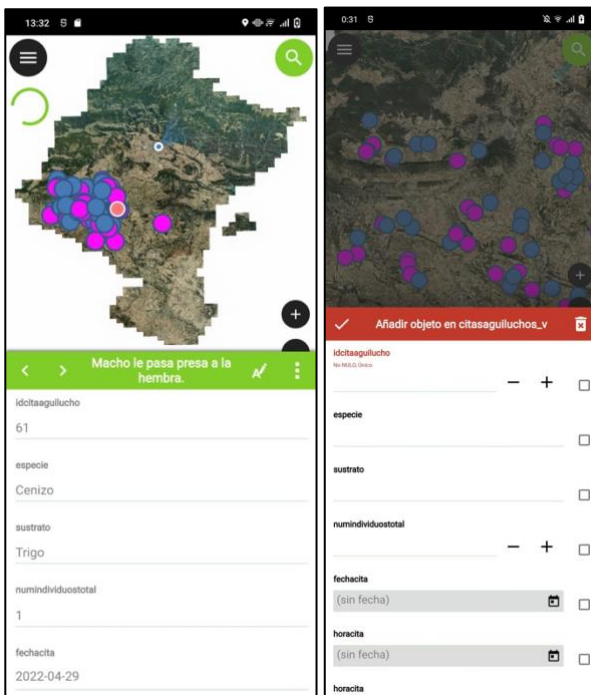 13:32
Macho le pasa presa a la
hembra.
idcitaaguilucho
61
especie
Cenizo
sustrato
Trigo
numindividuostotal
1
fechacita
2022-04-29
0:31
Añadir objeto en citasaguiluchos_v
idcitaaguilucho
No NULO, Único
especie
sustrato
numindividuostotal
fechacita
(sin fecha)
horacita
(sin fecha)
horacita